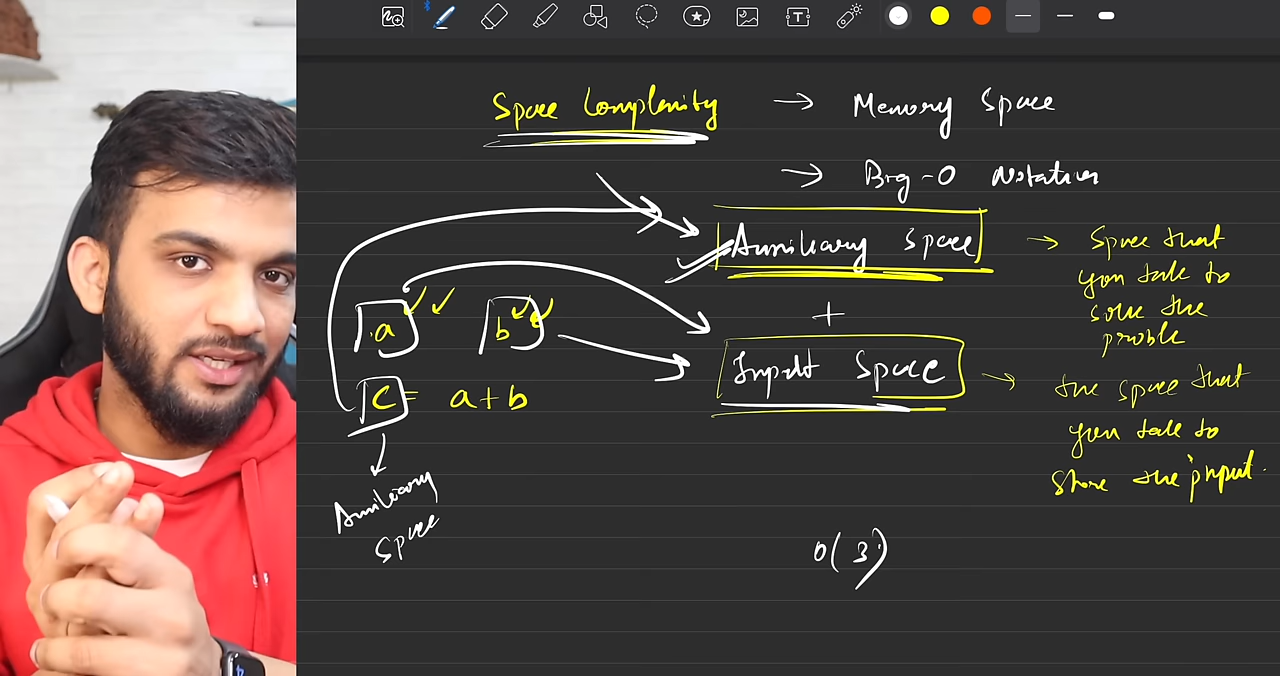 Space Complexity → Memory Space
→ Big-O Notation
Auxiliary Space → Space that
you take to
solve the
proble
+
a b
Input Space → the space that
you take to
store the input.
c = a+b
Auxiliary
Space
O(3)
T